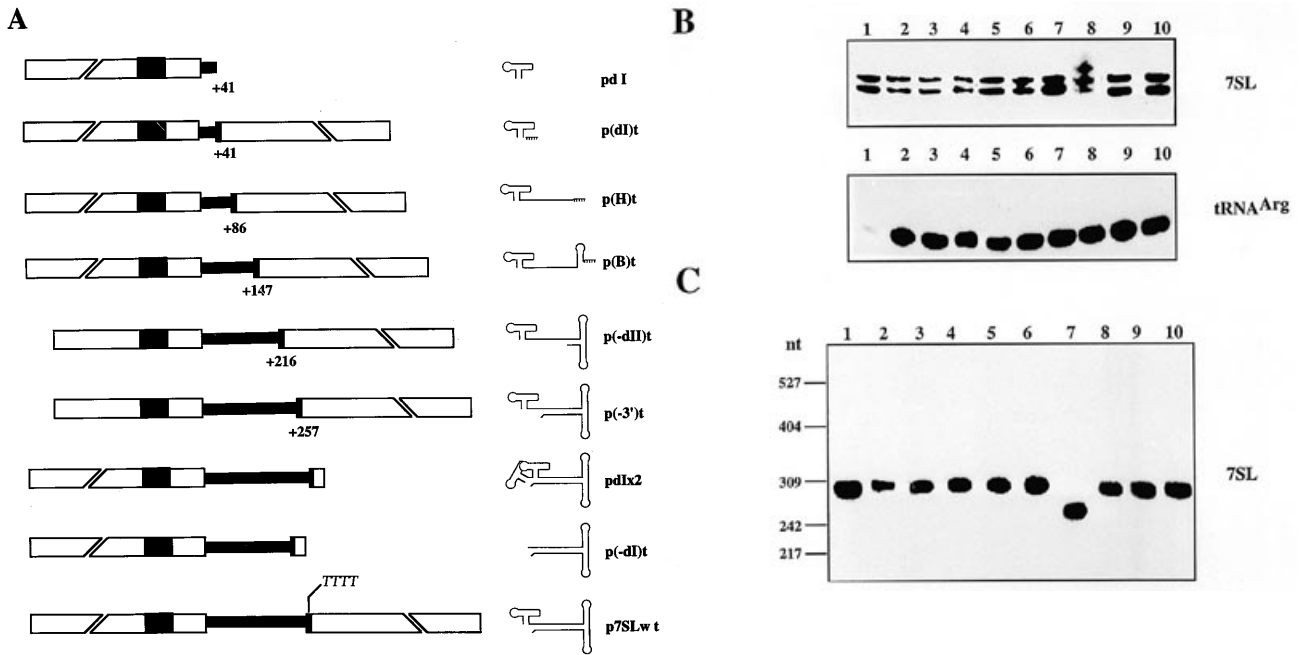 A
+41
pd I
+41
p(dI)t
+86
p(H)t
+147
p(B)t
+216
p(-dII)t
+257
p(-3')t
pdIx2
p(-dI)t
TTTT
p7SLw t
B
1 2 3 4 5 6 7 8 9 10
7SL
1 2 3 4 5 6 7 8 9 10
tRNAArg
C
nt 1 2 3 4 5 6 7 8 9 10
527
404
309
7SL
242
217